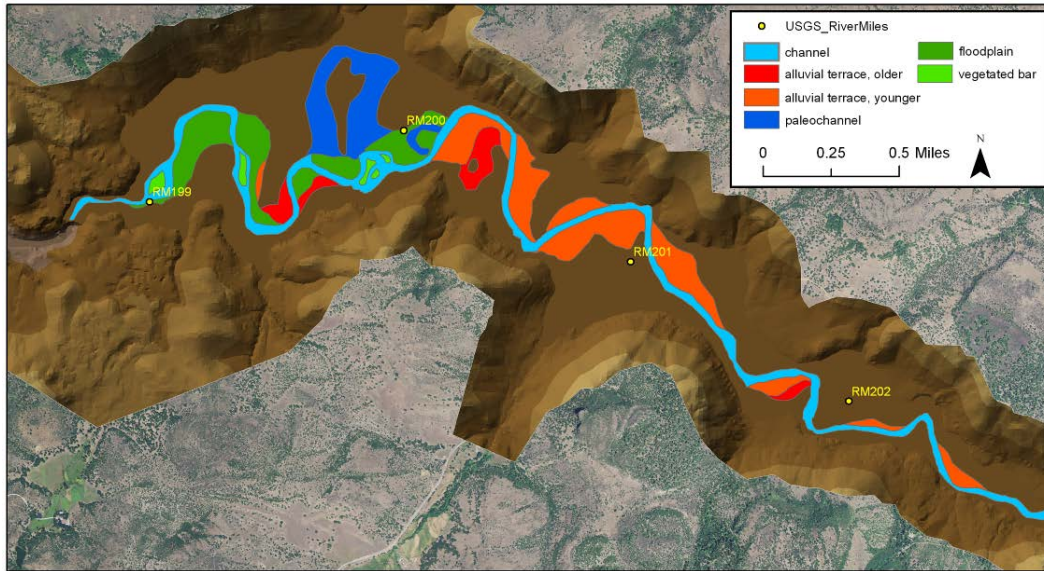 USGS_RiverMiles
channel
floodplain
alluvial terrace, older
vegetated bar
alluvial terrace, younger
paleochannel
N
0 0.25 0.5 Miles
RM200
RM199
RM201
RM202